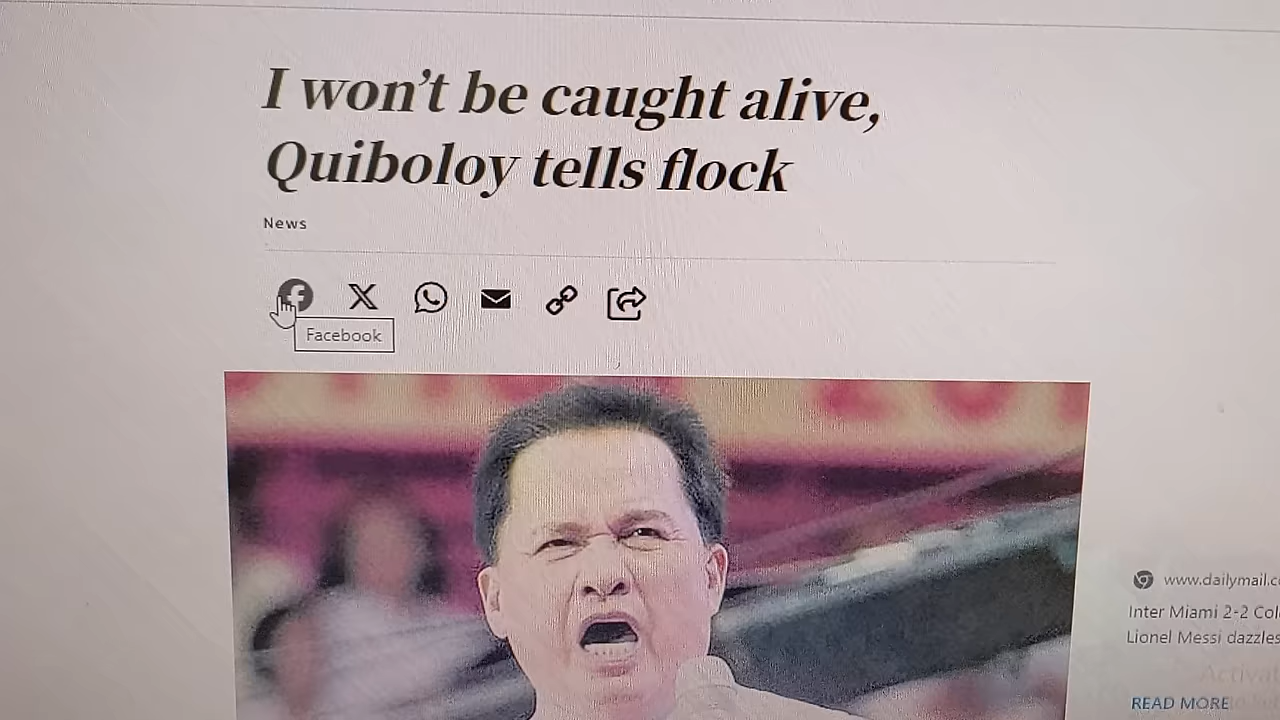 I won't be caught alive,
Quiboloy tells flock
News
Facebook
www.dailymail.c
Inter Miami 2-2 Col
Lionel Messi dazzles
READ MORE